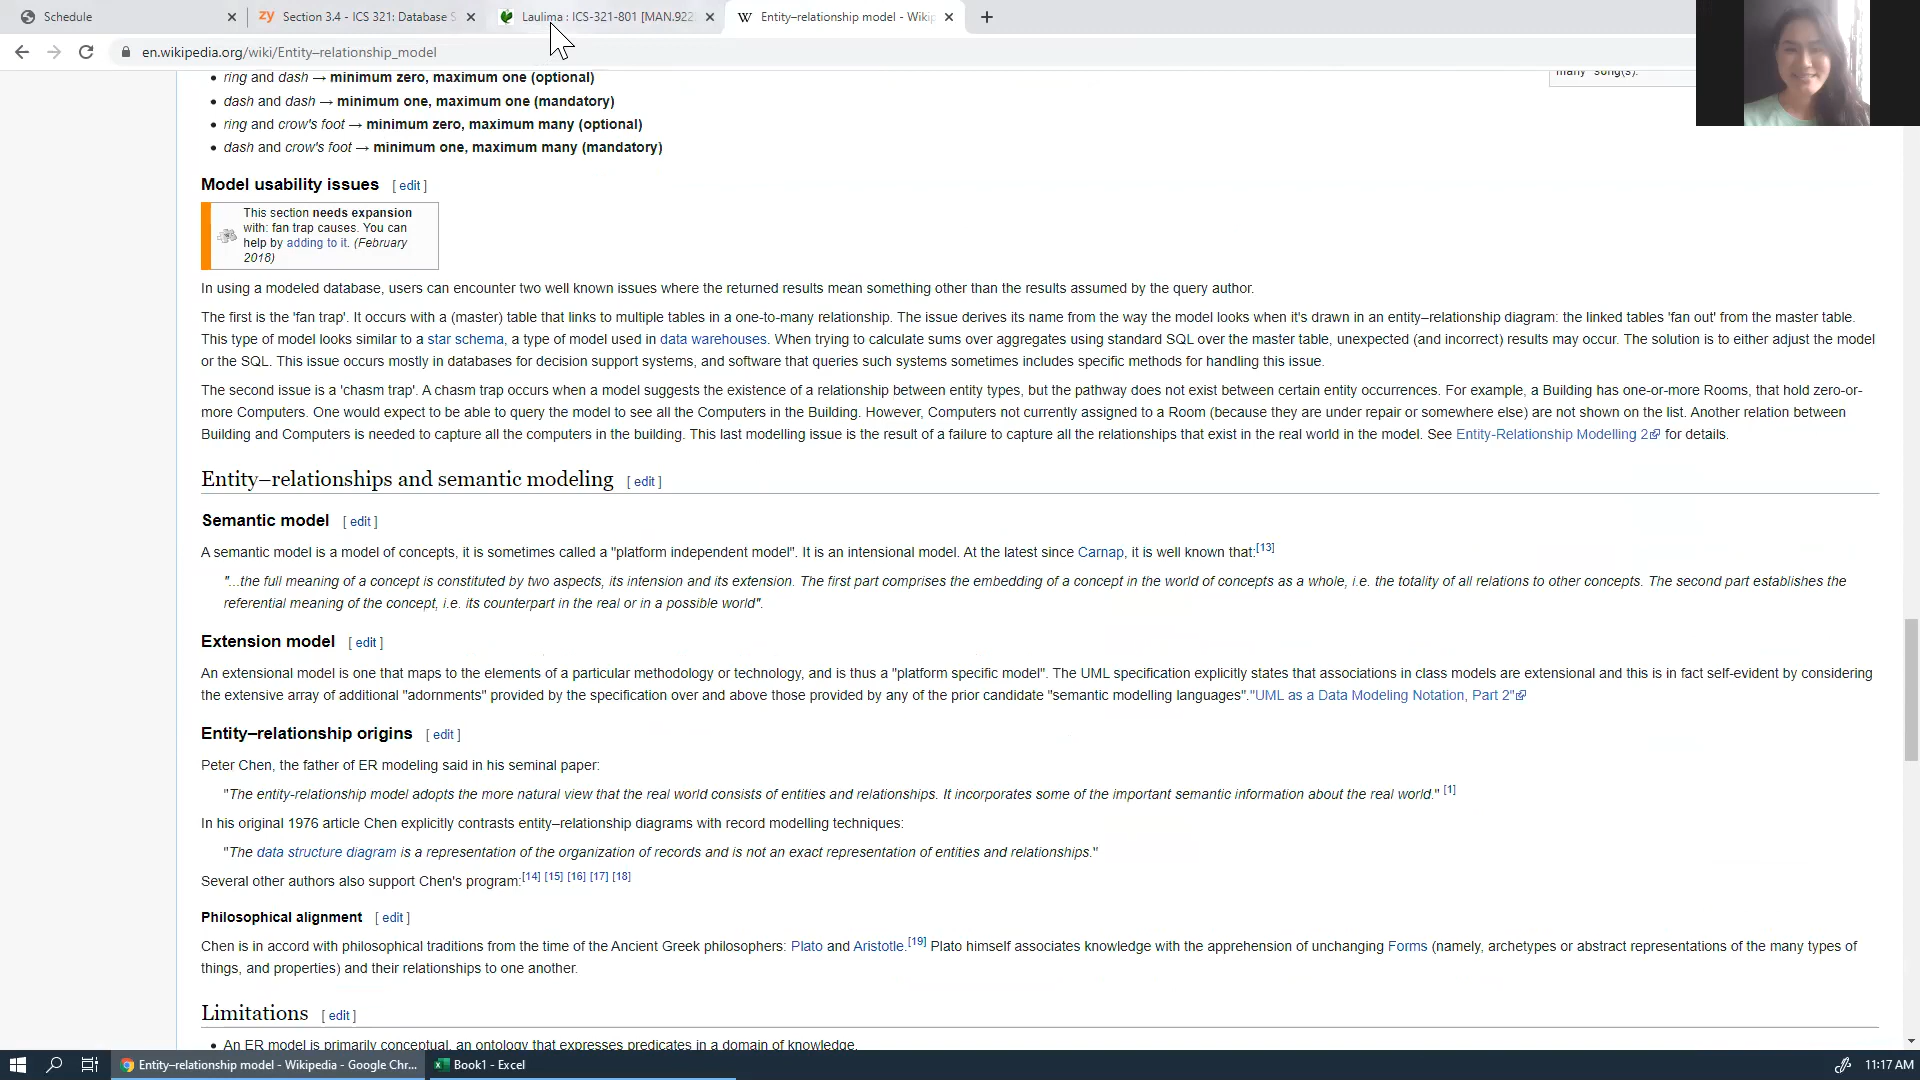 Schedule
Section 3.4 - ICS 321: Database S
Laulima : ICS-321-801 [MAN.922
Entity–relationship model - Wikip
en.wikipedia.org/wiki/Entity–relationship_model
• ring and dash → minimum zero, maximum one (optional)
• dash and dash → minimum one, maximum one (mandatory)
• ring and crow's foot → minimum zero, maximum many (optional)
• dash and crow's foot → minimum one, maximum many (mandatory)
many song(s).
Model usability issues [ edit ]
This section needs expansion
with: fan trap causes. You can
help by adding to it. (February
2018)
In using a modeled database, users can encounter two well known issues where the returned results mean something other than the results assumed by the query author.
The first is the 'fan trap'. It occurs with a (master) table that links to multiple tables in a one-to-many relationship. The issue derives its name from the way the model looks when it's drawn in an entity–relationship diagram: the linked tables 'fan out' from the master table.
This type of model looks similar to a star schema, a type of model used in data warehouses. When trying to calculate sums over aggregates using standard SQL over the master table, unexpected (and incorrect) results may occur. The solution is to either adjust the model
or the SQL. This issue occurs mostly in databases for decision support systems, and software that queries such systems sometimes includes specific methods for handling this issue.
The second issue is a 'chasm trap'. A chasm trap occurs when a model suggests the existence of a relationship between entity types, but the pathway does not exist between certain entity occurrences. For example, a Building has one-or-more Rooms, that hold zero-or-
more Computers. One would expect to be able to query the model to see all the Computers in the Building. However, Computers not currently assigned to a Room (because they are under repair or somewhere else) are not shown on the list. Another relation between
Building and Computers is needed to capture all the computers in the building. This last modelling issue is the result of a failure to capture all the relationships that exist in the real world in the model. See Entity-Relationship Modelling 2 for details.
Entity–relationships and semantic modeling [ edit ]
Semantic model [ edit ]
A semantic model is a model of concepts, it is sometimes called a "platform independent model". It is an intensional model. At the latest since Carnap, it is well known that:[13]
"...the full meaning of a concept is constituted by two aspects, its intension and its extension. The first part comprises the embedding of a concept in the world of concepts as a whole, i.e. the totality of all relations to other concepts. The second part establishes the
referential meaning of the concept, i.e. its counterpart in the real or in a possible world".
Extension model [ edit ]
An extensional model is one that maps to the elements of a particular methodology or technology, and is thus a "platform specific model". The UML specification explicitly states that associations in class models are extensional and this is in fact self-evident by considering
the extensive array of additional "adornments" provided by the specification over and above those provided by any of the prior candidate "semantic modelling languages"."UML as a Data Modeling Notation, Part 2"
Entity–relationship origins [ edit ]
Peter Chen, the father of ER modeling said in his seminal paper:
"The entity-relationship model adopts the more natural view that the real world consists of entities and relationships. It incorporates some of the important semantic information about the real world." [1]
In his original 1976 article Chen explicitly contrasts entity–relationship diagrams with record modelling techniques:
"The data structure diagram is a representation of the organization of records and is not an exact representation of entities and relationships."
Several other authors also support Chen's program:[14] [15] [16] [17] [18]
Philosophical alignment [ edit ]
Chen is in accord with philosophical traditions from the time of the Ancient Greek philosophers: Plato and Aristotle.[19] Plato himself associates knowledge with the apprehension of unchanging Forms (namely, archetypes or abstract representations of the many types of
things, and properties) and their relationships to one another.
Limitations [ edit ]
• An ER model is primarily conceptual, an ontology that expresses predicates in a domain of knowledge.
Entity–relationship model - Wikipedia - Google Chr...
Book1 - Excel
11:17 AM